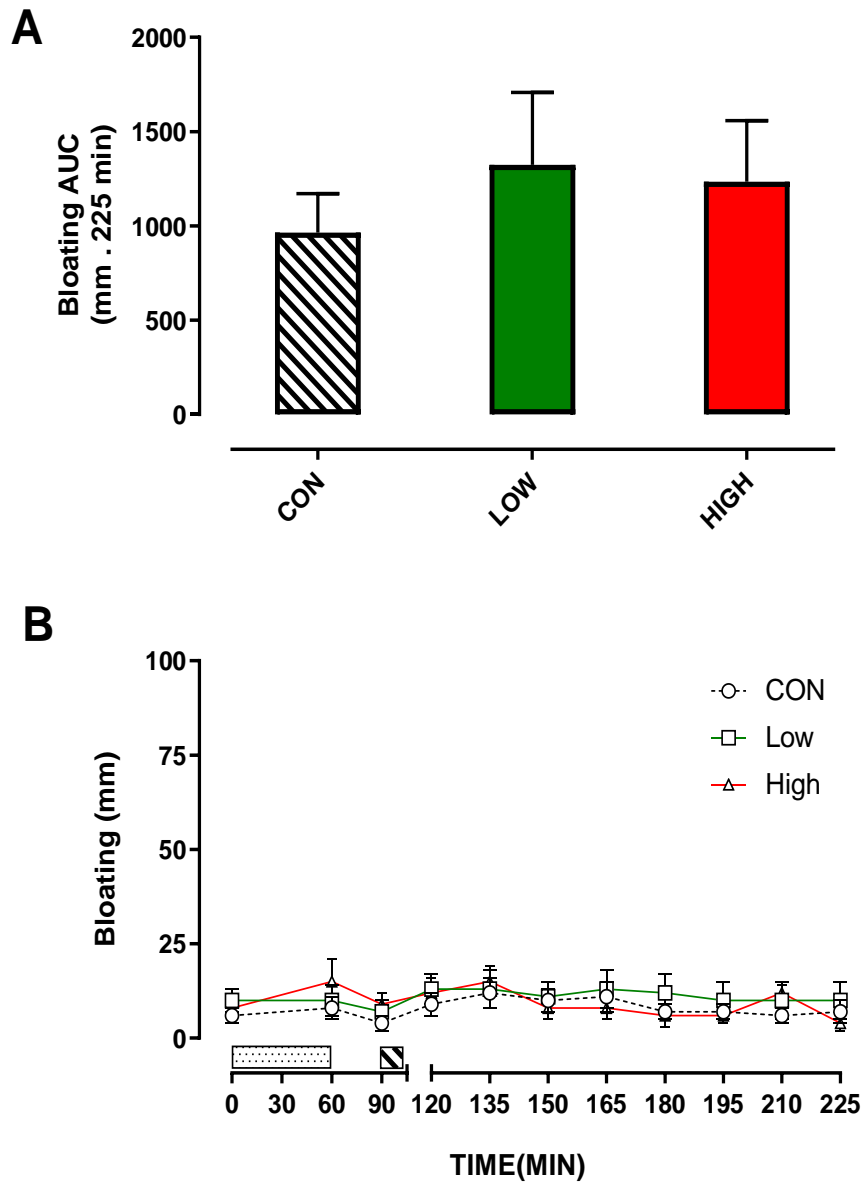 A
Bloating AUC
(mm . 225 min)
2000
1500
1000
500
0
CON
LOW
HIGH
B
Bloating (mm)
100
75
50
25
0
CON
Low
High
0 30 60 90 120 135 150 165 180 195 210 225
TIME(MIN)